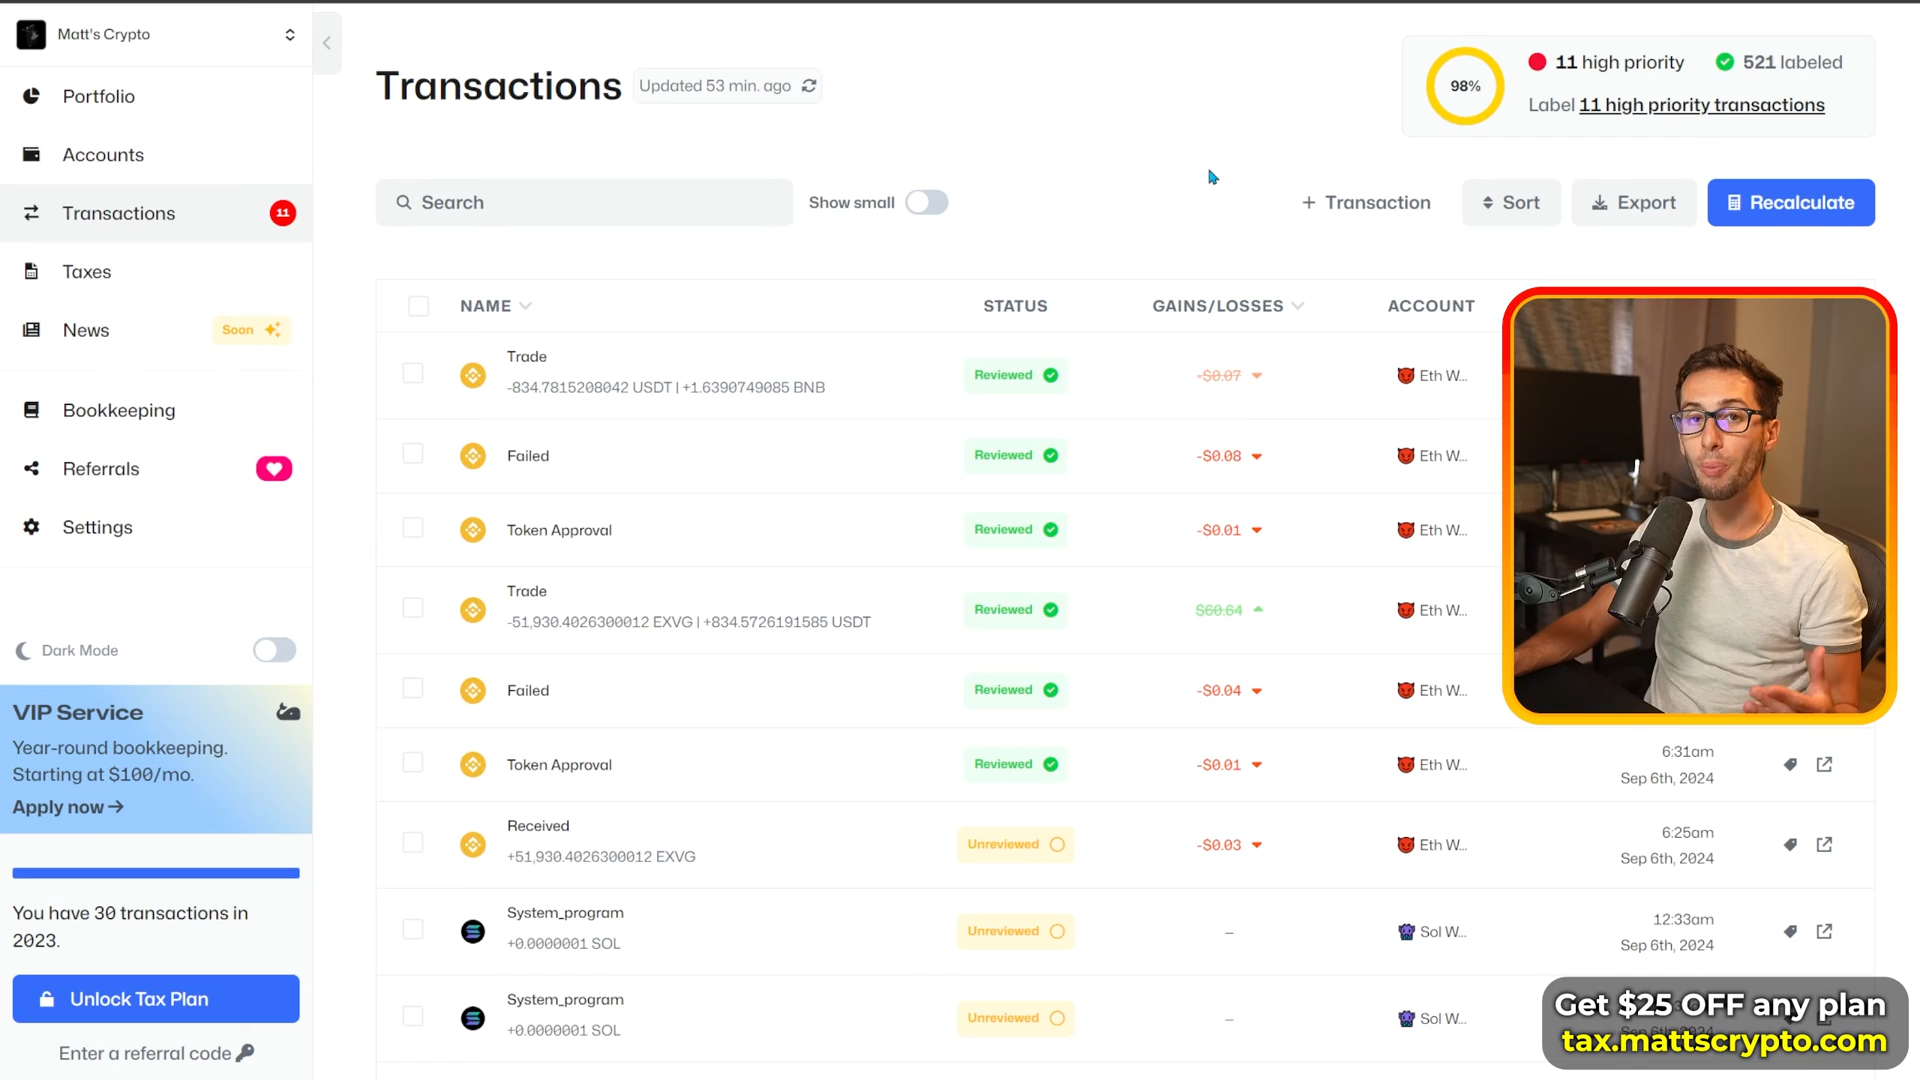 Matt's Crypto
Portfolio
Accounts
Transactions
11
Taxes
News
Soon
Bookkeeping
Referrals
Settings
Dark Mode
VIP Service
Year-round bookkeeping.
Starting at $100/mo.
Apply now
You have 30 transactions in
2023.
Unlock Tax Plan
Enter a referral code
Transactions
Updated 53 min. ago
98%
11 high priority
521 labeled
Label 11 high priority transactions
Search
Show small
+ Transaction
Sort
Export
Recalculate
NAME
STATUS
GAINS/LOSSES
ACCOUNT
Trade
-834.7815208042 USDT | +1.6390749085 BNB
Reviewed
-$0.07
Eth W...
Failed
Reviewed
-$0.08
Eth W...
Token Approval
Reviewed
-$0.01
Eth W...
Trade
-51,930.4026300012 EXVG | +834.5726191585 USDT
Reviewed
$60.64
Eth W...
Failed
Reviewed
-$0.04
Eth W...
Token Approval
Reviewed
-$0.01
Eth W...
6:31am
Sep 6th, 2024
Received
+51,930.4026300012 EXVG
Unreviewed
-$0.03
Eth W...
6:25am
Sep 6th, 2024
System_program
+0.0000001 SOL
Unreviewed
–
Sol W...
12:33am
Sep 6th, 2024
System_program
+0.0000001 SOL
Unreviewed
–
Sol W...
Get $25 OFF any plan
tax.mattscrypto.com